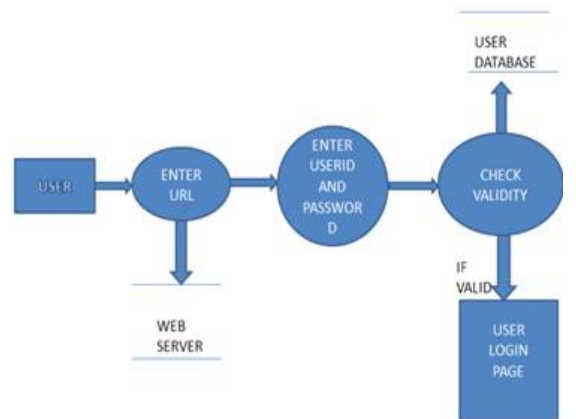 USER
DATABASE
USER
ENTER
URL
ENTER
USERID
AND
PASSWOR
D
CHECK
VALIDITY
IF
VALID
WEB
SERVER
USER
LOGIN
PAGE